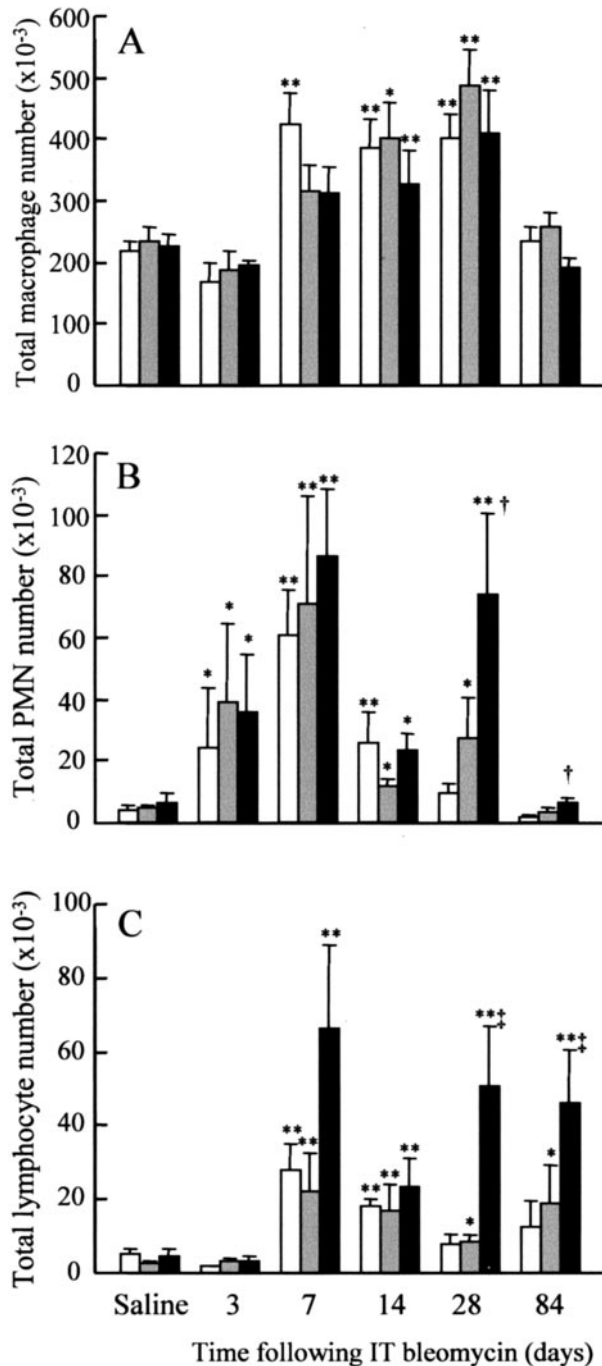 A
Total macrophage number (x10-3)
600
500
400
300
200
100
0
** ** * ** ** ** **
B
Total PMN number (x10-3)
120
100
80
60
40
20
0
* * * ** ** ** ** * * * ** † †
C
Total lymphocyte number (x10-3)
100
80
60
40
20
0
** ** ** ** ** ** * **‡ * **‡
Saline 3 7 14 28 84
Time following IT bleomycin (days)